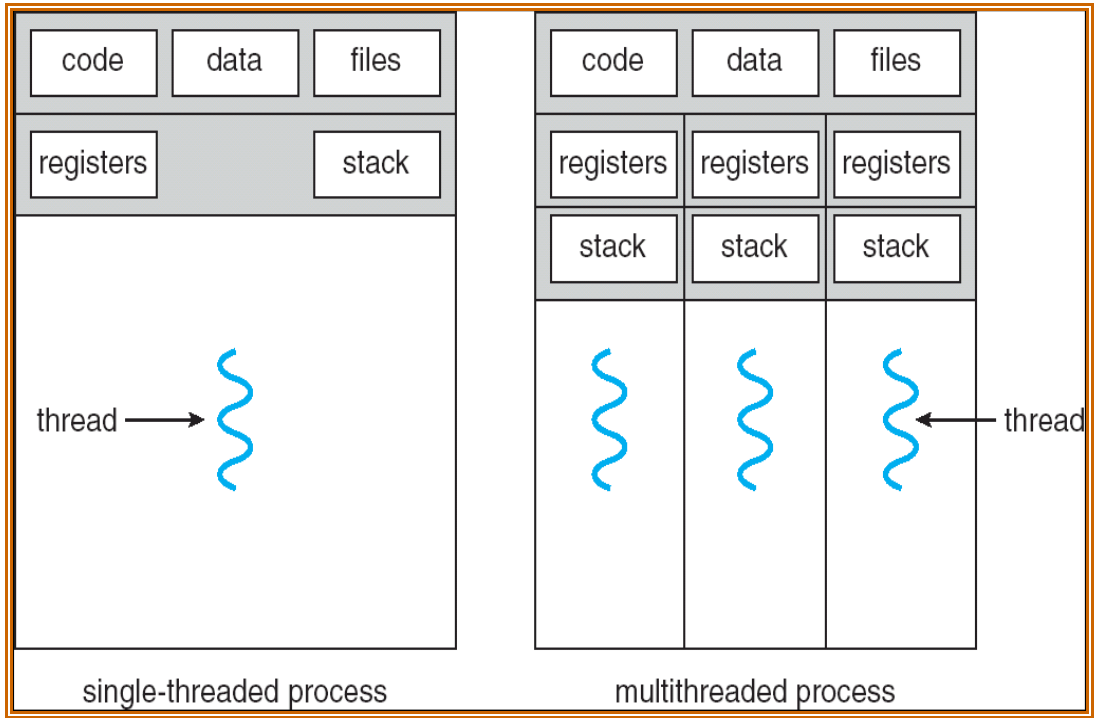 code data files
registers stack
thread
single-threaded process
code data files
registers registers registers
stack stack stack
thread
multithreaded process